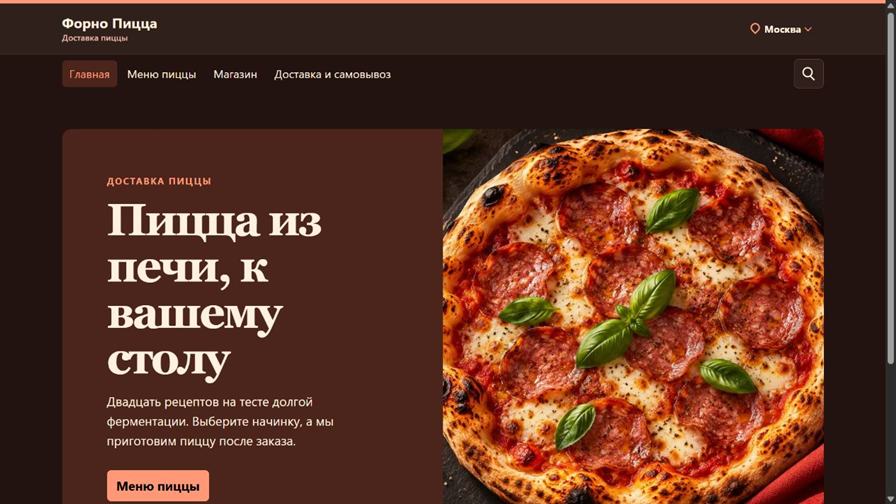 Форно Пицца
Доставка пиццы
Москва
Главная
Меню пиццы
Магазин
Доставка и самовывоз
ДОСТАВКА ПИЦЦЫ
Пицца из
печи, к
вашему
столу
Двадцать рецептов на тесте долгой
ферментации. Выберите начинку, а мы
приготовим пиццу после заказа.
Меню пиццы